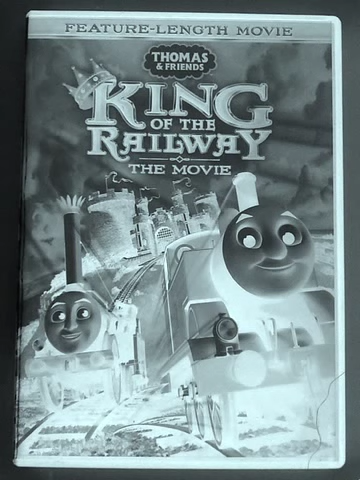 FEATURE-LENGTH MOVIE
THOMAS
& FRIENDS
KING
OF THE
RAILWAY
THE MOVIE